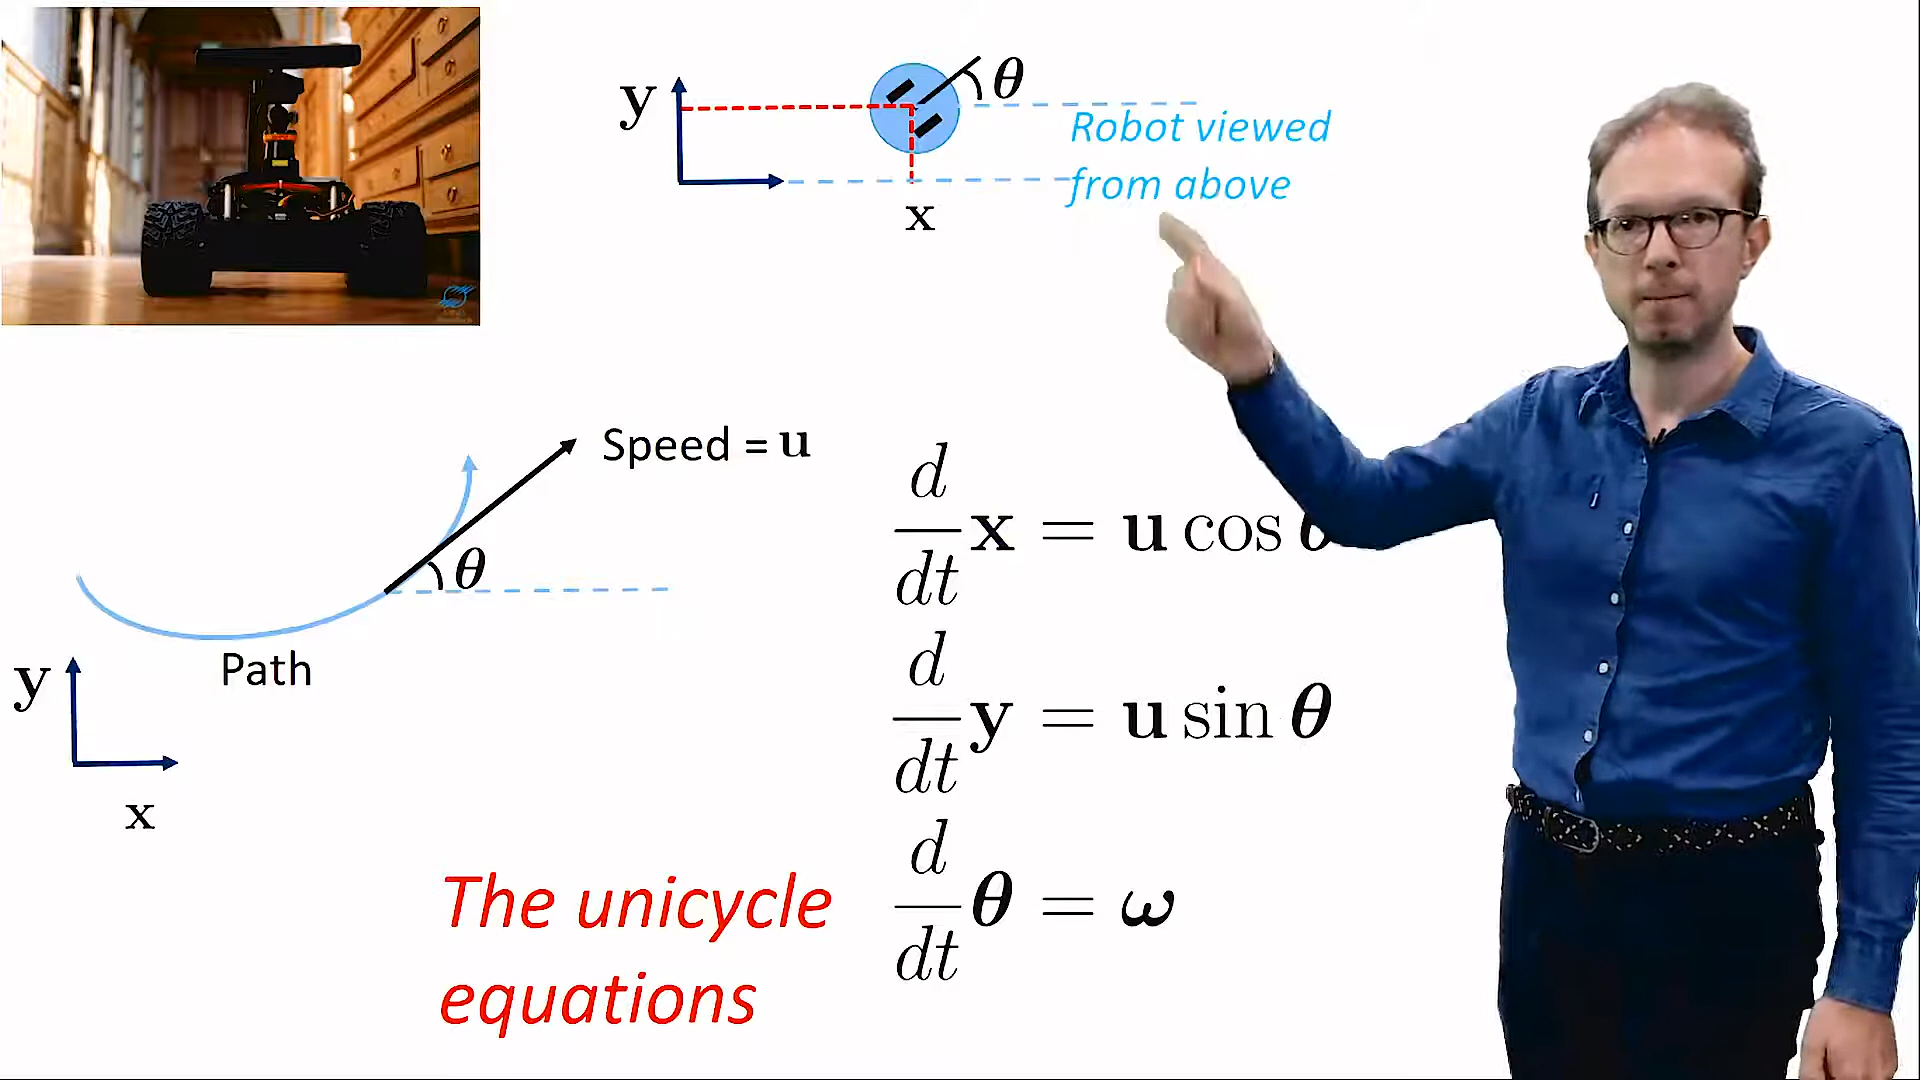 y
θ
Robot viewed
from above
x
Speed = u
θ
Path
y
x
d/dt x = u cos θ
d/dt y = u sin θ
d/dt θ = ω
The unicycle
equations